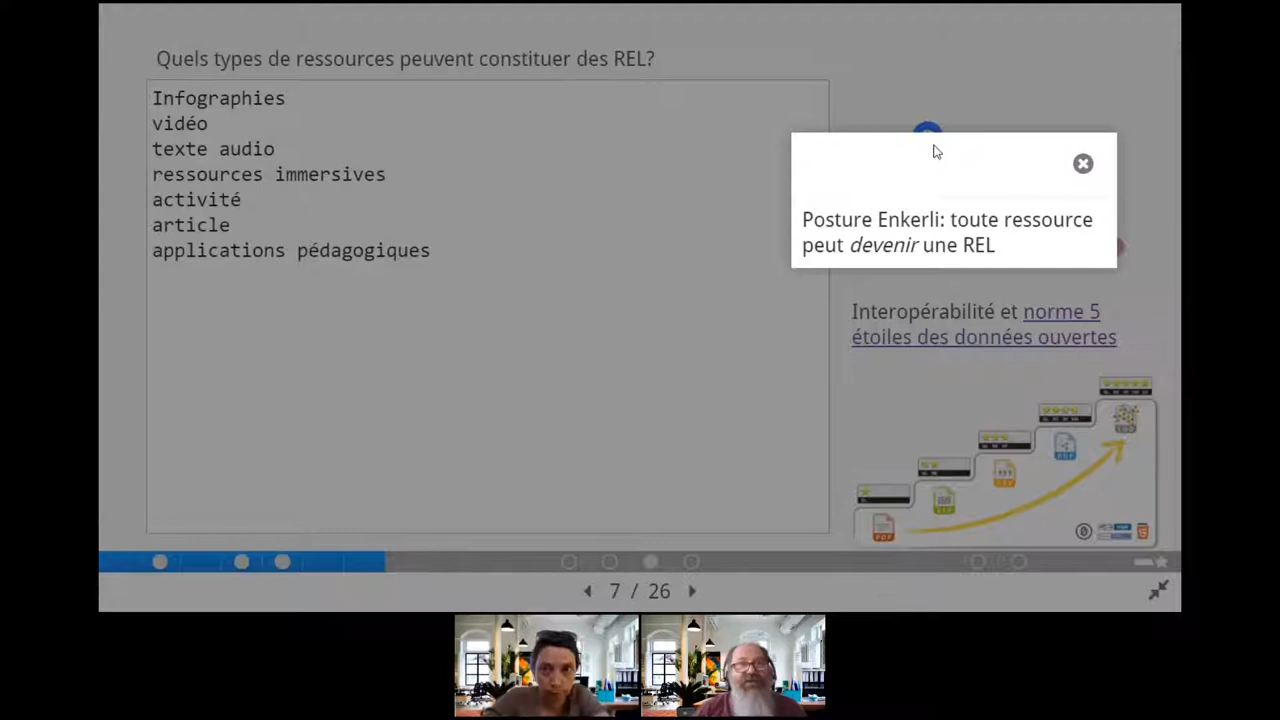 Quels types de ressources peuvent constituer des REL?
Infographies
vidéo
texte audio
ressources immersives
activité
article
applications pédagogiques
Posture Enkerli: toute ressource
peut devenir une REL
Interopérabilité et norme 5
étoiles des données ouvertes
PDF
7 / 26